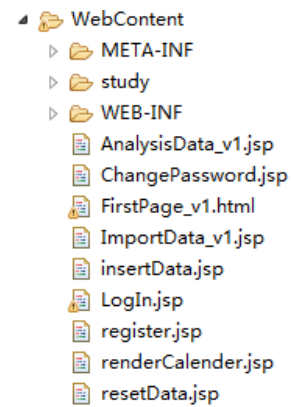 WebContent
META-INF
study
WEB-INF
AnalysisData_v1.jsp
ChangePassword.jsp
FirstPage_v1.html
ImportData_v1.jsp
insertData.jsp
LogIn.jsp
register.jsp
renderCalender.jsp
resetData.jsp